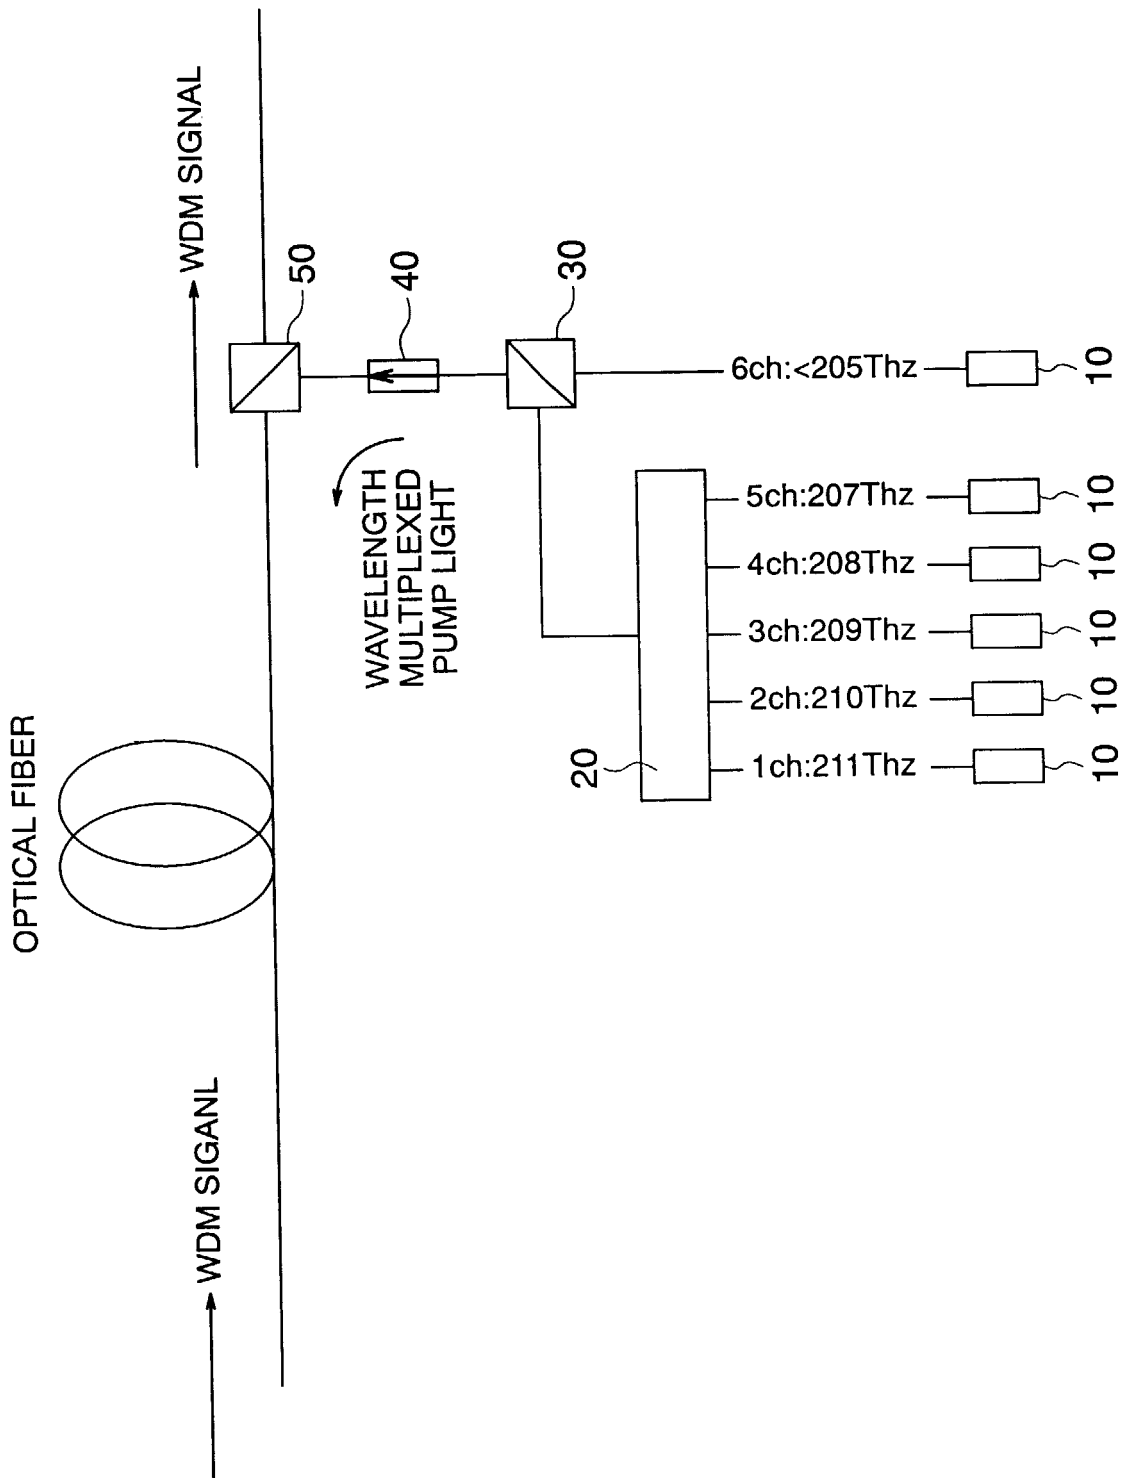 OPTICAL FIBER
WDM SIGANL
WDM SIGNAL
50
40
30
WAVELENGTH
MULTIPLEXED
PUMP LIGHT
20
6ch:<205Thz
10
5ch:207Thz
10
4ch:208Thz
10
3ch:209Thz
10
2ch:210Thz
10
1ch:211Thz
10